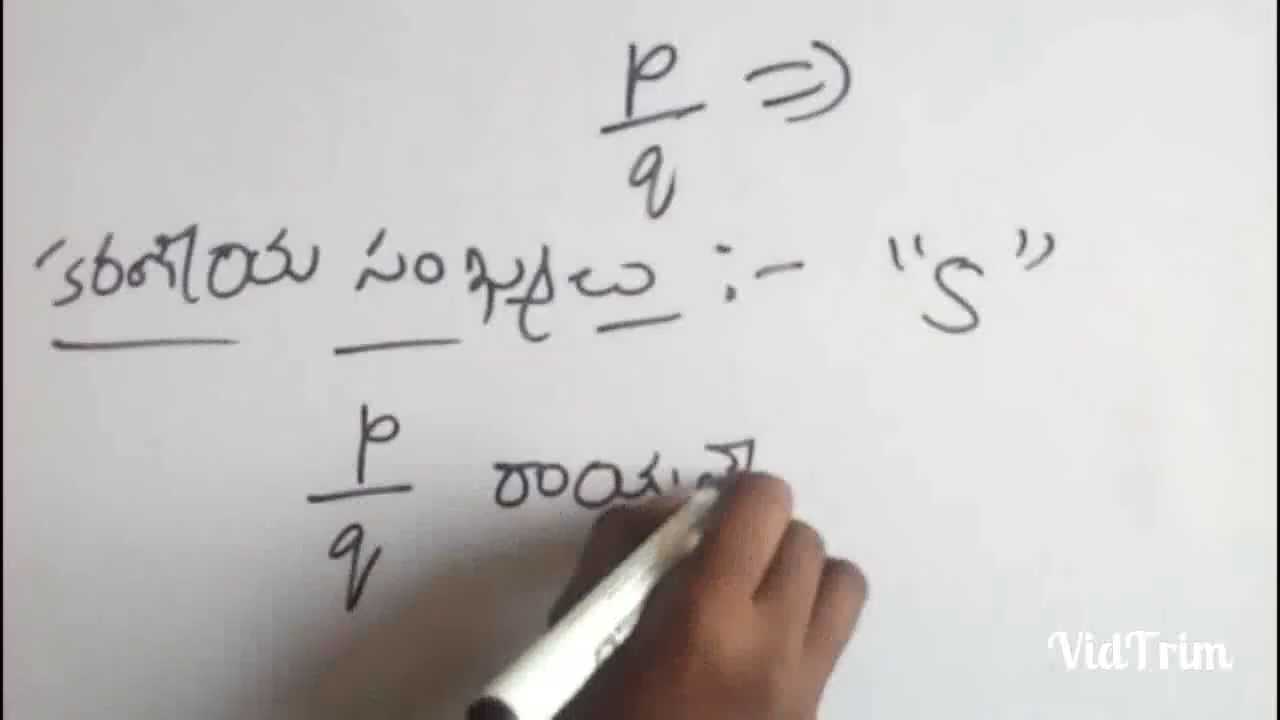 p/q ⇒
కరణీయ సంఖ్యలు :- "S"
p/q
VidTrim